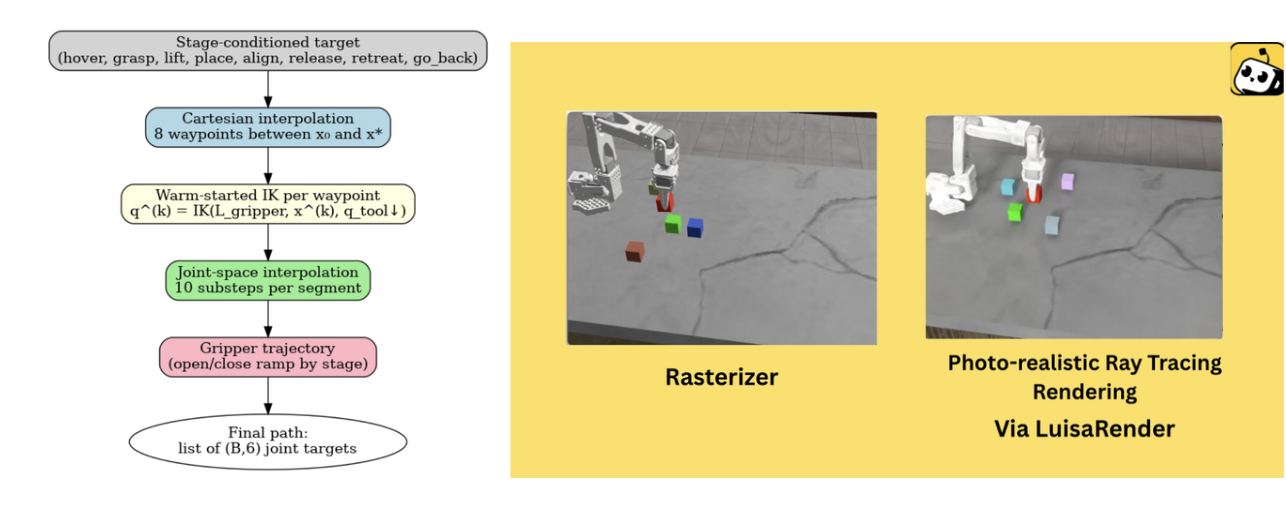 Stage-conditioned target
(hover, grasp, lift, place, align, release, retreat, go_back)
Cartesian interpolation
8 waypoints between x₀ and x*
Warm-started IK per waypoint
q^(k) = IK(L_gripper, x^(k), q_tool↓)
Joint-space interpolation
10 substeps per segment
Gripper trajectory
(open/close ramp by stage)
Final path:
list of (B,6) joint targets
Rasterizer
Photo-realistic Ray Tracing
Rendering
Via LuisaRender